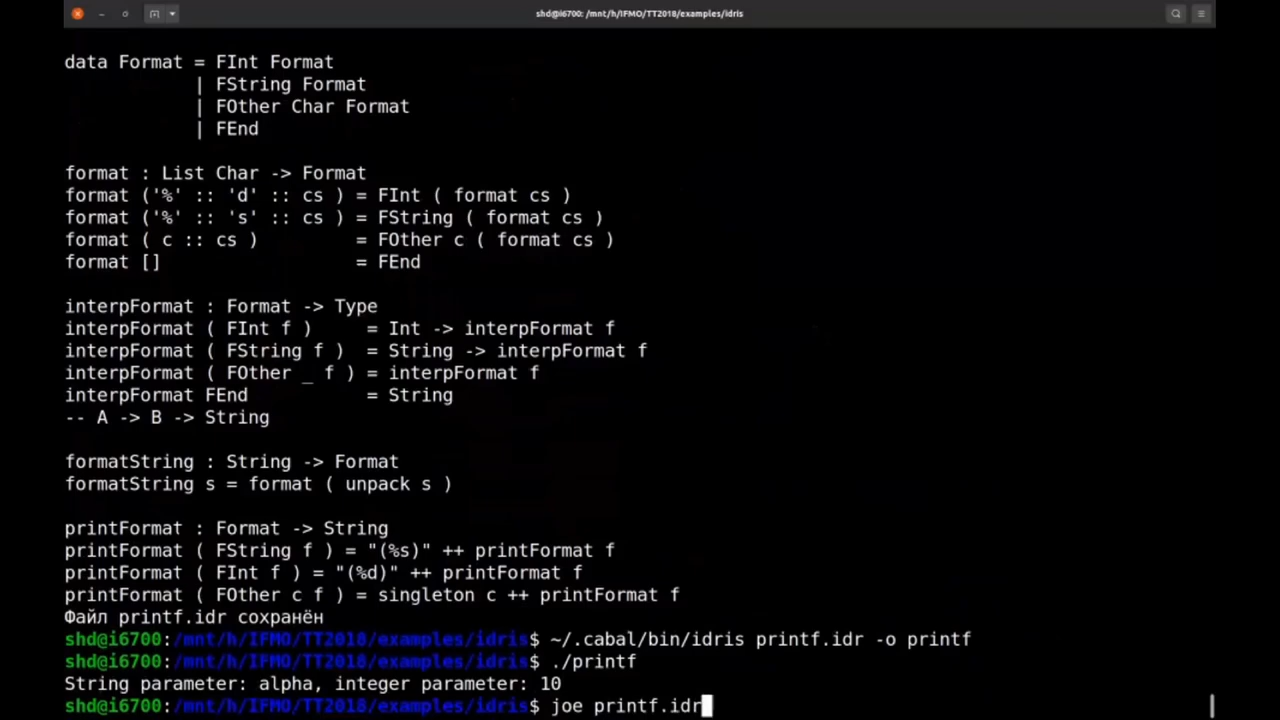 shd@i6700: /mnt/h/IFMO/TT2018/examples/idris
data Format = FInt Format
| FString Format
| FOther Char Format
| FEnd
format : List Char -> Format
format ('%' :: 'd' :: cs ) = FInt ( format cs )
format ('%' :: 's' :: cs ) = FString ( format cs )
format ( c :: cs ) = FOther c ( format cs )
format [] = FEnd
interpFormat : Format -> Type
interpFormat ( FInt f ) = Int -> interpFormat f
interpFormat ( FString f ) = String -> interpFormat f
interpFormat ( FOther _ f ) = interpFormat f
interpFormat FEnd = String
-- A -> B -> String
formatString : String -> Format
formatString s = format ( unpack s )
printFormat : Format -> String
printFormat ( FString f ) = "(%s)" ++ printFormat f
printFormat ( FInt f ) = "(%d)" ++ printFormat f
printFormat ( FOther c f ) = singleton c ++ printFormat f
Файл printf.idr сохранён
shd@i6700:/mnt/h/IFMO/TT2018/examples/idris$ ~/.cabal/bin/idris printf.idr -o printf
shd@i6700:/mnt/h/IFMO/TT2018/examples/idris$ ./printf
String parameter: alpha, integer parameter: 10
shd@i6700:/mnt/h/IFMO/TT2018/examples/idris$ joe printf.idr